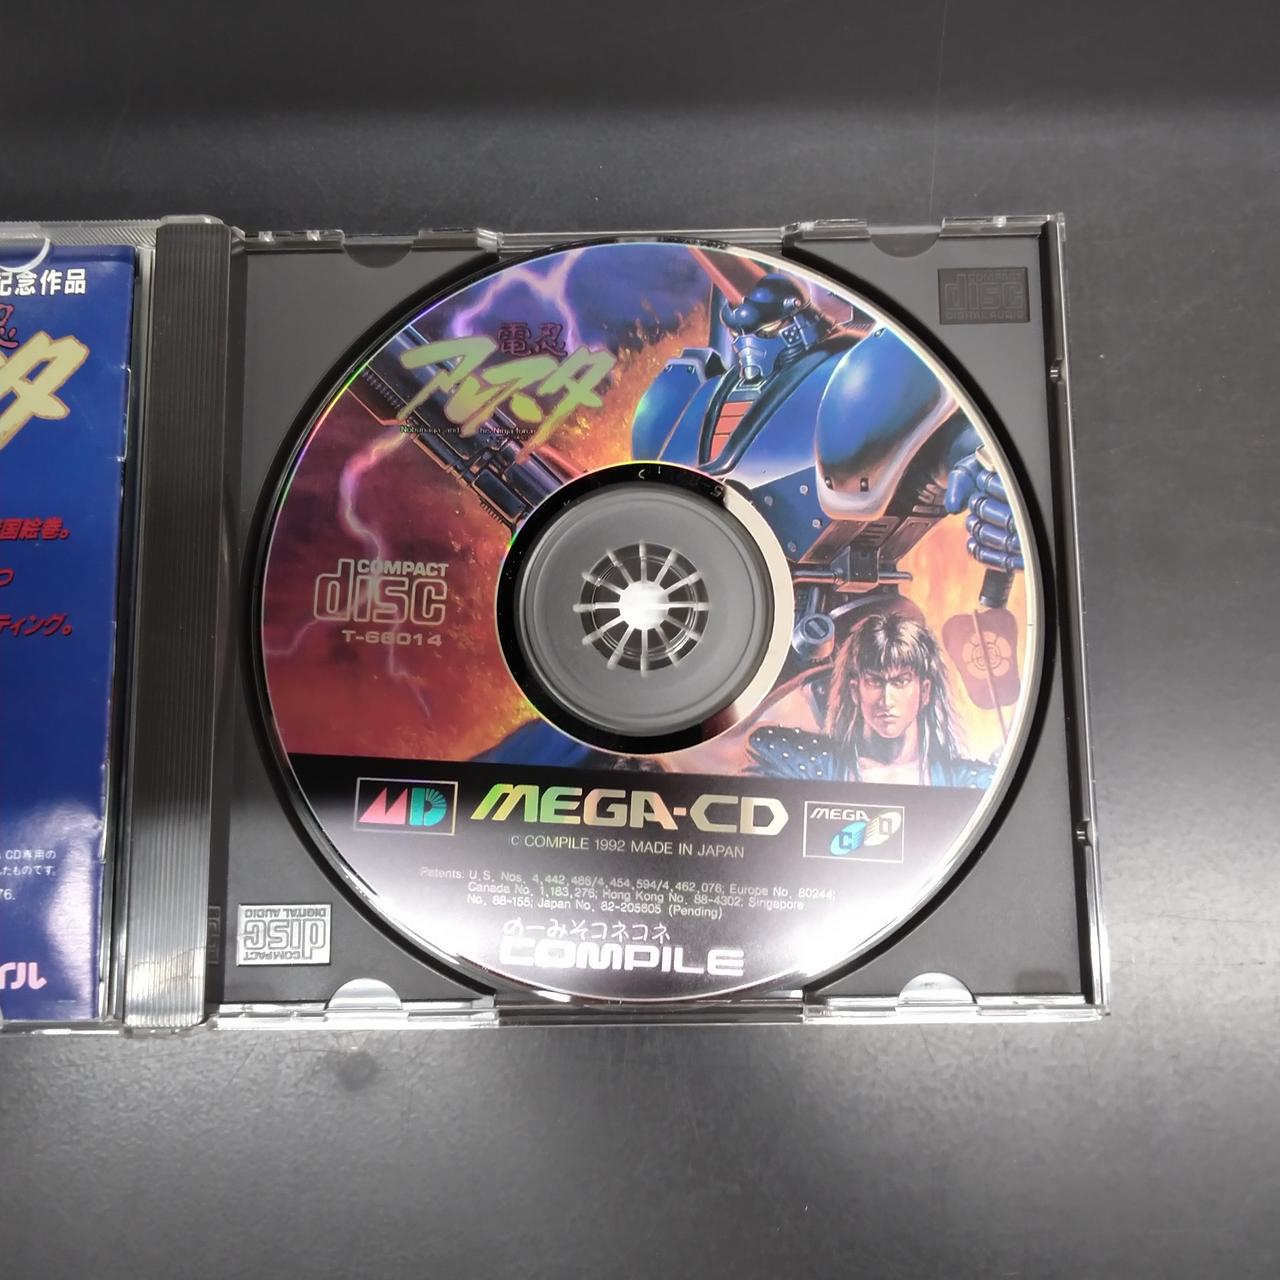 記念作品
忍
スタ
国絵巻。
つ
ティング。
CD専用の
したものです。
76.
イル
電忍
アレスタ
Nobunaga and his Ninja force
COMPACT
disc
T-66014
MD
MEGA-CD
MEGA
CD
© COMPILE 1992 MADE IN JAPAN
Patents: U.S. Nos. 4,442,486/4,454,594/4,462,076; Europe No. 80244;
Canada No. 1,183,276; Hong Kong No. 88-4302; Singapore
No. 88-155; Japan No. 82-205605 (Pending)
のーみそコネコネ
COMPILE
COMPACT
disc
DIGITAL AUDIO
COMPACT
disc
DIGITAL AUDIO